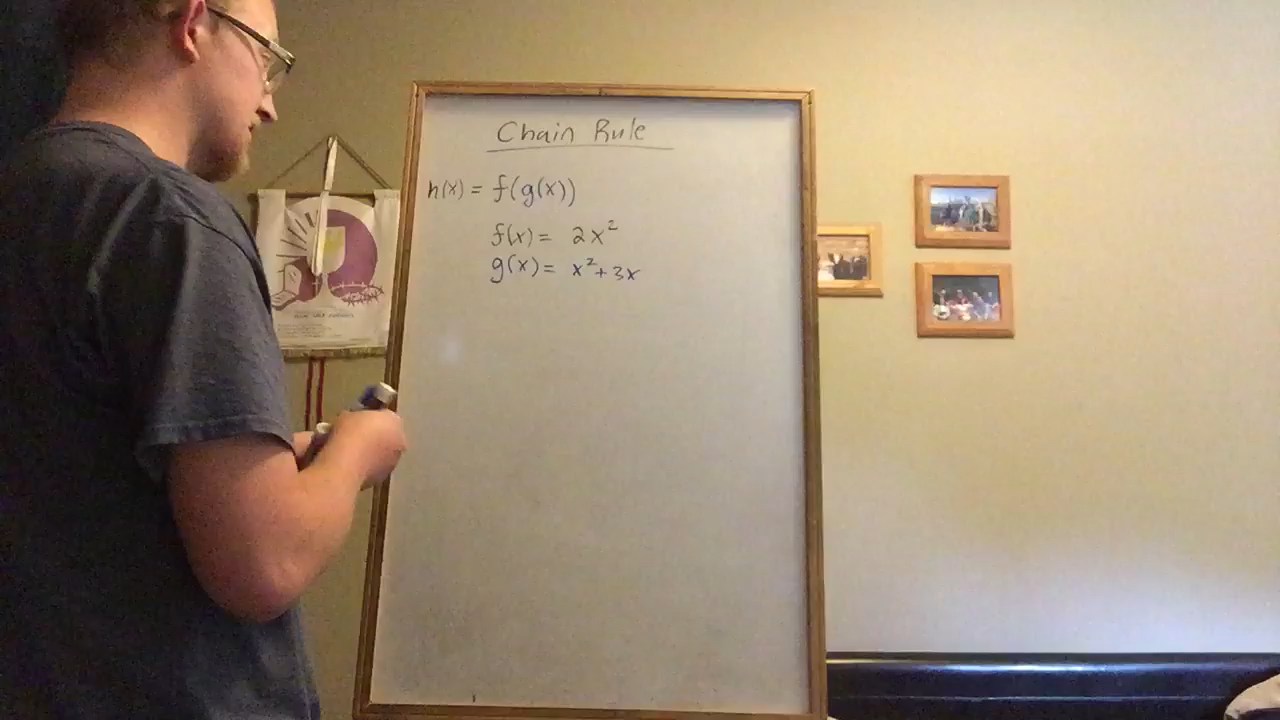 Chain Rule
h(x) = f(g(x))
f(x) = 2x²
g(x) = x²+3x